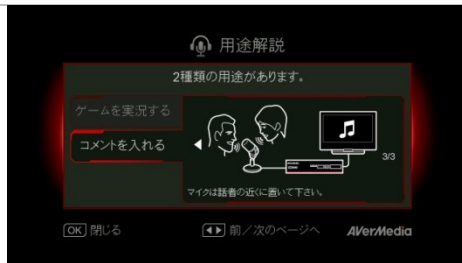 用途解説
2種類の用途があります。
ゲームを実況する
コメントを入れる
3/3
マイクは話者の近くに置いて下さい。
OK 閉じる
前/次のページへ
AVerMedia